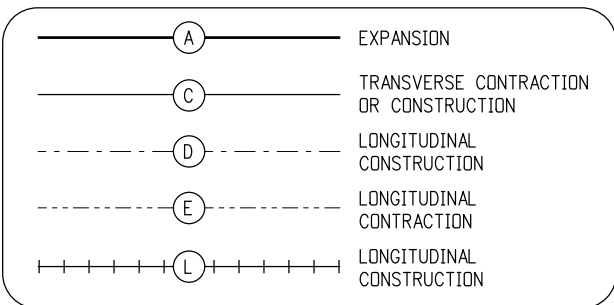 A EXPANSION
C TRANSVERSE CONTRACTION
OR CONSTRUCTION
D LONGITUDINAL
CONSTRUCTION
E LONGITUDINAL
CONTRACTION
L LONGITUDINAL
CONSTRUCTION